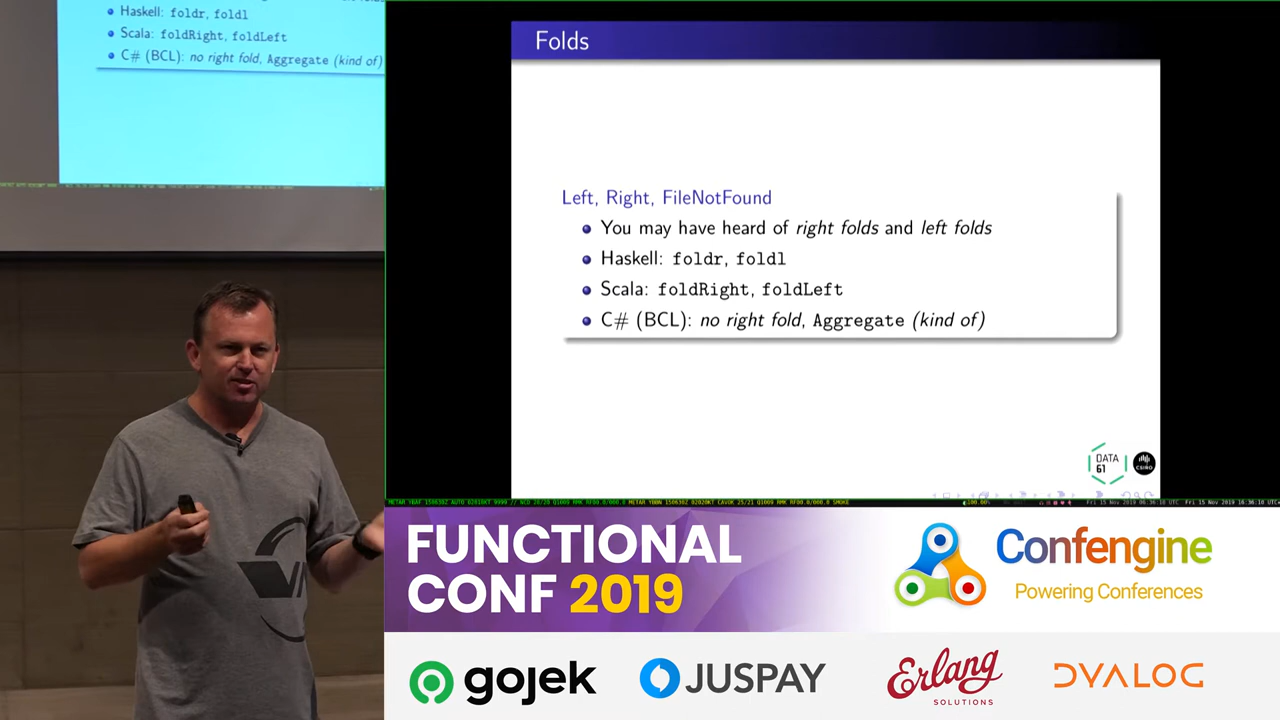 Haskell: foldr, foldl
Scala: foldRight, foldLeft
C# (BCL): no right fold, Aggregate (kind of)
Folds
Left, Right, FileNotFound
You may have heard of right folds and left folds
Haskell: foldr, foldl
Scala: foldRight, foldLeft
C# (BCL): no right fold, Aggregate (kind of)
DATA
61
CSIRO
FUNCTIONAL
CONF 2019
Confengine
Powering Conferences
gojek
JUSPAY
Erlang
SOLUTIONS
DYALOG